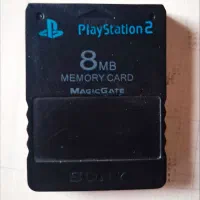 PlayStation 2
8MB
MEMORY CARD
MAGICGATE
SONY